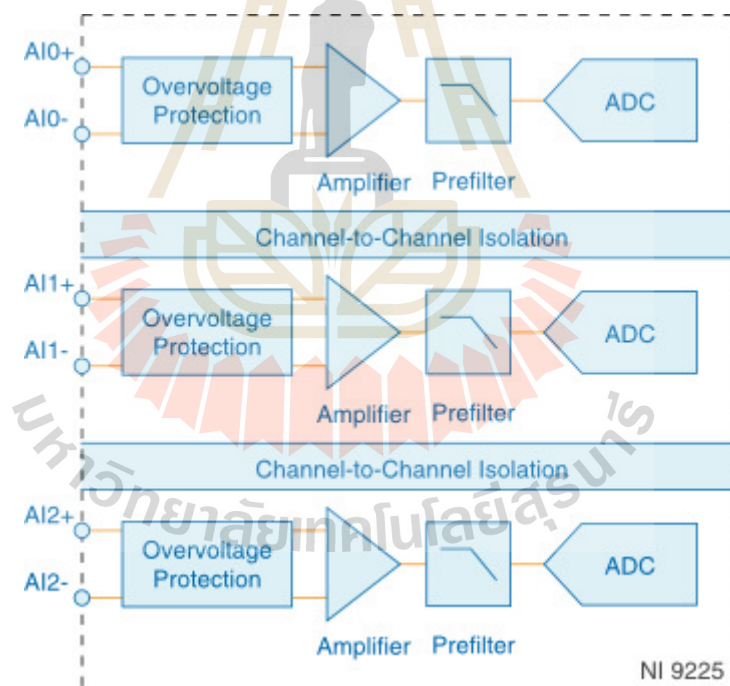 AI0+
Overvoltage
Protection
ADC
AI0-
Amplifier Prefilter
Channel-to-Channel Isolation
AI1+
Overvoltage
Protection
ADC
AI1-
Amplifier Prefilter
Channel-to-Channel Isolation
มหาวิทยาลัยเทคโนโลยีสุรนารี
AI2+
Overvoltage
Protection
ADC
AI2-
Amplifier Prefilter
NI 9225